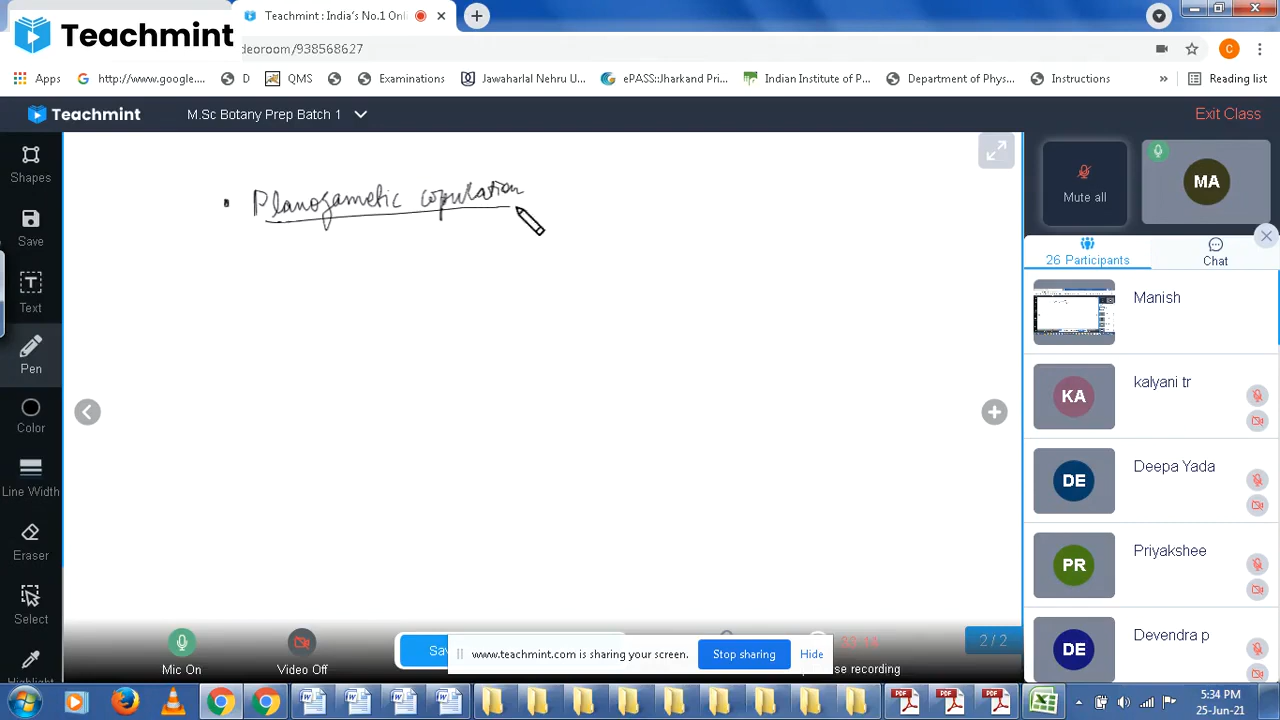 Teachmint : India's No.1 Onli
Teachmint
deoroom/938568627
Apps
http://www.google....
D
QMS
Examinations
Jawaharlal Nehru U...
ePASS::Jharkand Pri...
Indian Institute of P...
Department of Phys...
Instructions
»
Reading list
C
Teachmint
M.Sc Botany Prep Batch 1
Exit Class
Shapes
Save
Text
Pen
Color
Line Width
Eraser
Select
Highlight
• Planogametic copulation
Mute all
MA
26 Participants
Chat
Manish
KA
kalyani tr
DE
Deepa Yada
PR
Priyakshee
DE
Devendra p
Mic On
Video Off
www.teachmint.com is sharing your screen.
Stop sharing
Hide
se recording
2 / 2
5:34 PM
25-Jun-21